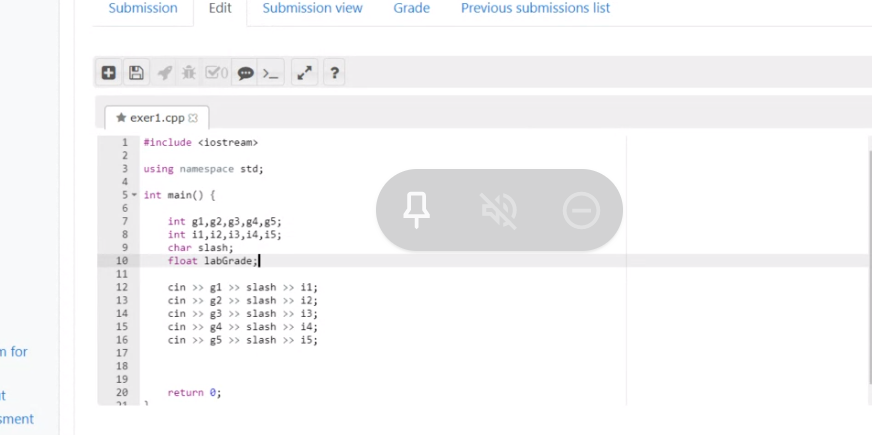 Submission Edit Submission view Grade Previous submissions list
0 >_ ?
exer1.cpp
1 #include <iostream>
2
3 using namespace std;
4
5 int main() {
6
7 int g1,g2,g3,g4,g5;
8 int i1,i2,i3,i4,i5;
9 char slash;
10 float labGrade;
11
12 cin >> g1 >> slash >> i1;
13 cin >> g2 >> slash >> i2;
14 cin >> g3 >> slash >> i3;
15 cin >> g4 >> slash >> i4;
16 cin >> g5 >> slash >> i5;
17
18
19
20 return 0;
21 }
for